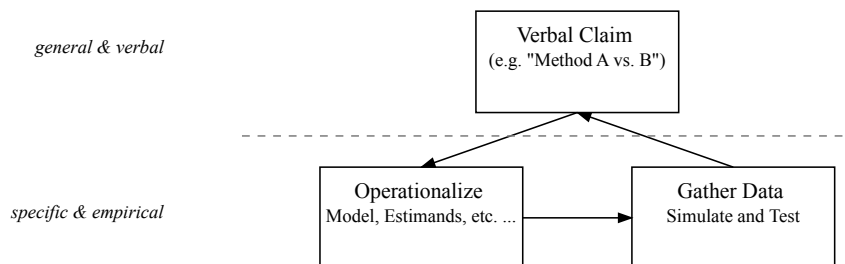 general & verbal
Verbal Claim
(e.g. "Method A vs. B")
specific & empirical
Operationalize
Model, Estimands, etc. ...
Gather Data
Simulate and Test